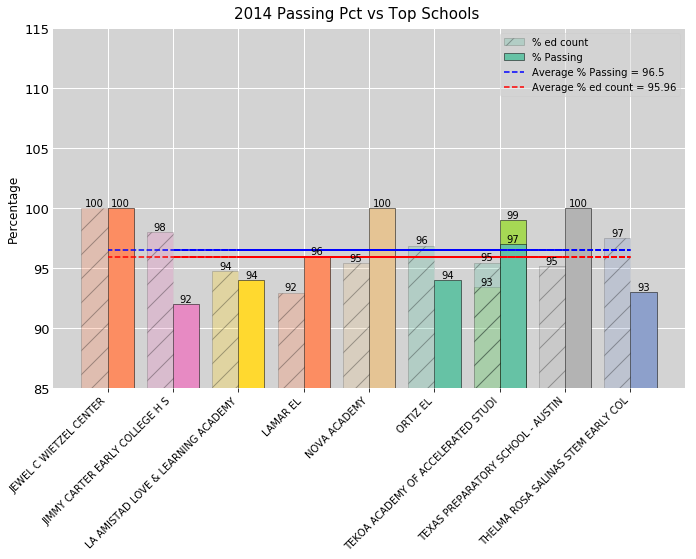 2014 Passing Pct vs Top Schools
% ed count
% Passing
Average % Passing = 96.5
Average % ed count = 95.96
Percentage
115
110
105
100
95
90
85
100 100
98 92
94 94
92 96
95 100
96 94
95 93 99 97
95 100
97 93
JEWEL C WIETZEL CENTER
JIMMY CARTER EARLY COLLEGE H S
LA AMISTAD LOVE & LEARNING ACADEMY
LAMAR EL
NOVA ACADEMY
ORTIZ EL
TEKOA ACADEMY OF ACCELERATED STUDI
TEXAS PREPARATORY SCHOOL - AUSTIN
THELMA ROSA SALINAS STEM EARLY COL